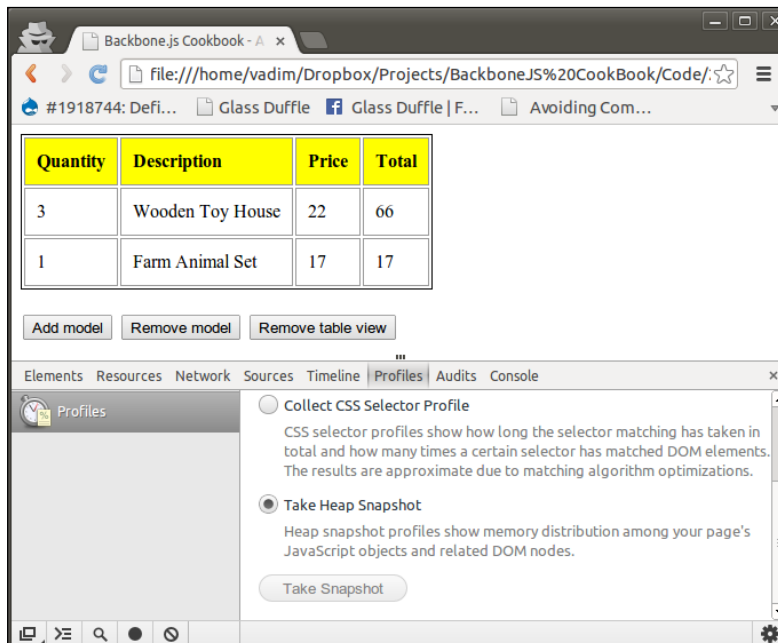 Backbone.js Cookbook - A
file:///home/vadim/Dropbox/Projects/BackboneJS%20CookBook/Code/
#1918744: Defi... Glass Duffle Glass Duffle | F... Avoiding Com...
Quantity Description Price Total
3 Wooden Toy House 22 66
1 Farm Animal Set 17 17
Add model Remove model Remove table view
Elements Resources Network Sources Timeline Profiles Audits Console
Profiles
Collect CSS Selector Profile
CSS selector profiles show how long the selector matching has taken in
total and how many times a certain selector has matched DOM elements.
The results are approximate due to matching algorithm optimizations.
Take Heap Snapshot
Heap snapshot profiles show memory distribution among your page's
JavaScript objects and related DOM nodes.
Take Snapshot